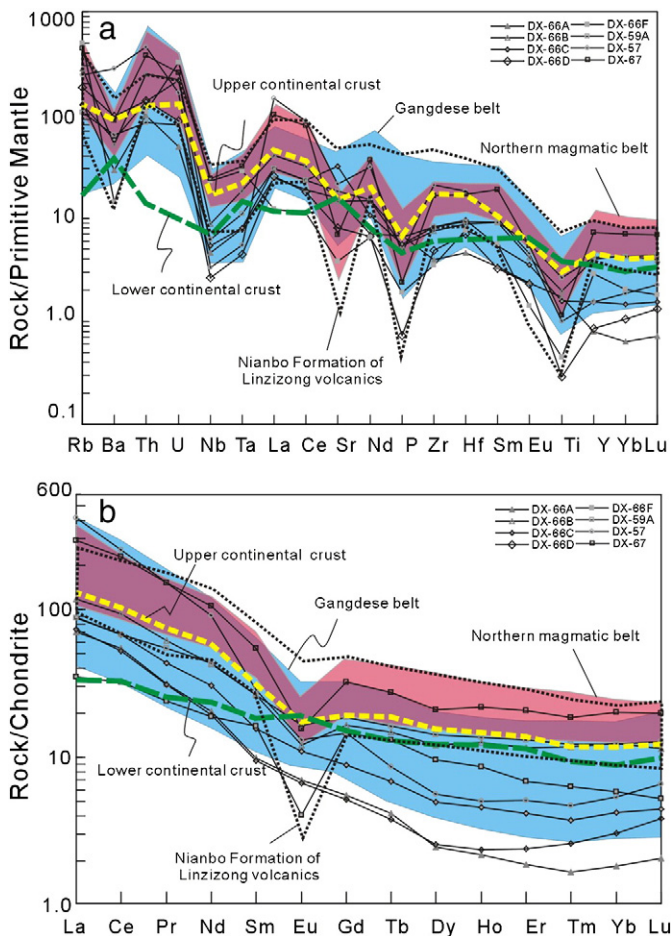 a
1000
100
10
1.0
0.1
Rock/Primitive Mantle
DX-66A
DX-66B
DX-66C
DX-66D
DX-66F
DX-59A
DX-57
DX-67
Upper continental crust
Gangdese belt
Northern magmatic belt
Lower continental crust
Nianbo Formation of
Linzizong volcanics
Rb Ba Th U Nb Ta La Ce Sr Nd P Zr Hf Sm Eu Ti Y Yb Lu
b
600
100
10
1.0
Rock/Chondrite
DX-66A
DX-66B
DX-66C
DX-66D
DX-66F
DX-59A
DX-57
DX-67
Upper continental crust
Gangdese belt
Northern magmatic belt
Lower continental crust
Nianbo Formation of
Linzizong volcanics
La Ce Pr Nd Sm Eu Gd Tb Dy Ho Er Tm Yb Lu